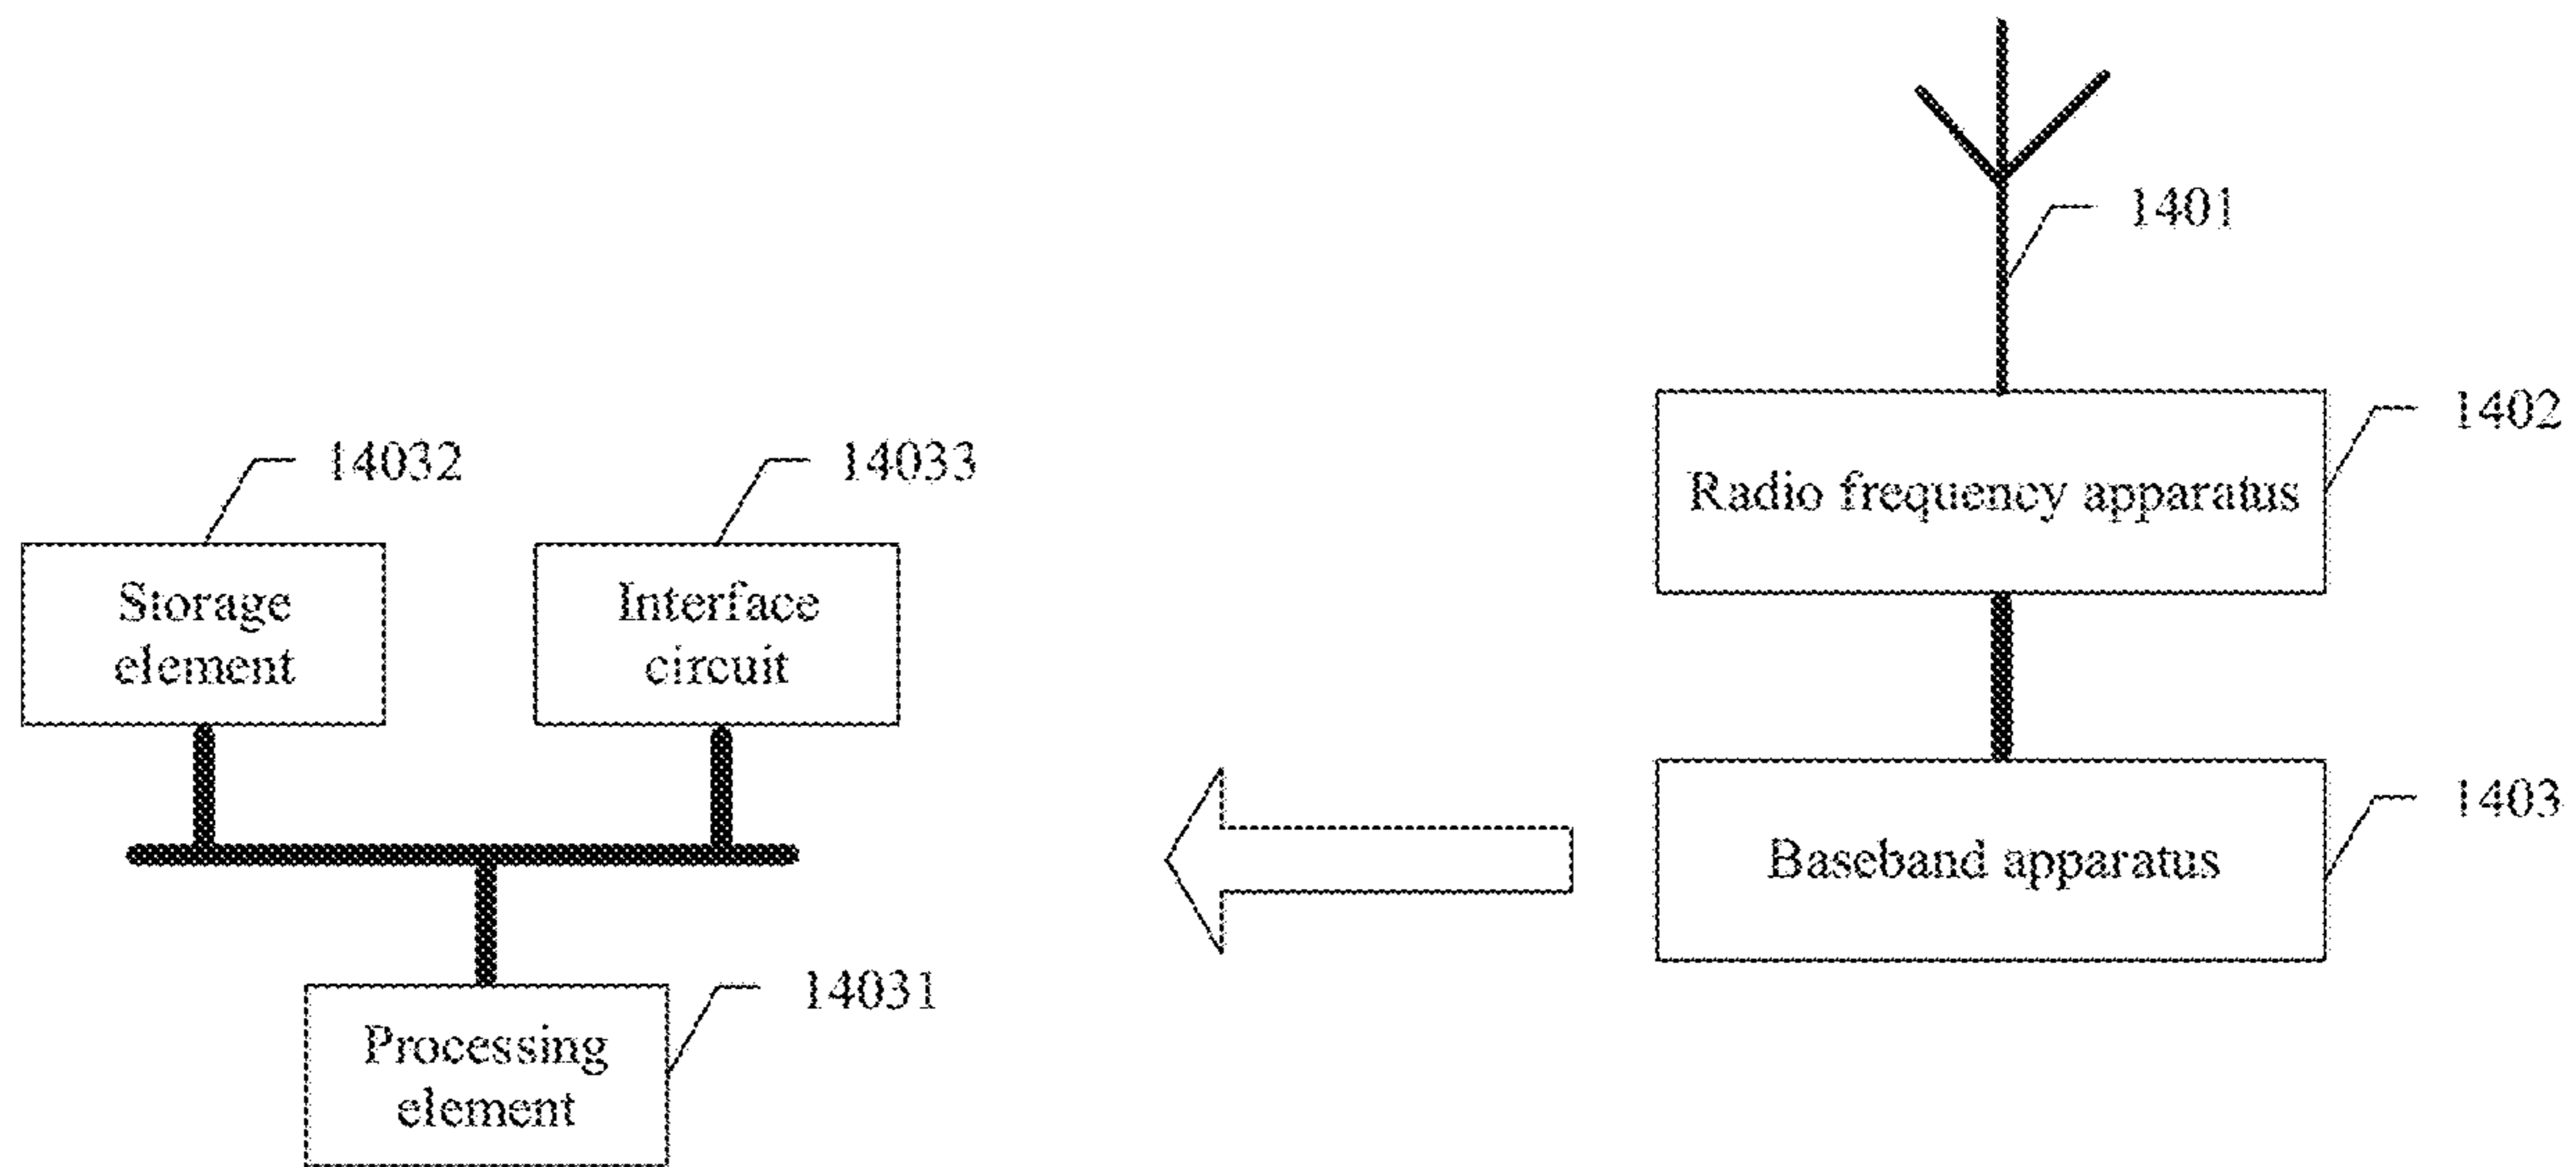 1401
1402
Radio frequency apparatus
14032
14033
Storage
element
Interface
circuit
1403
Baseband apparatus
14031
Processing
element